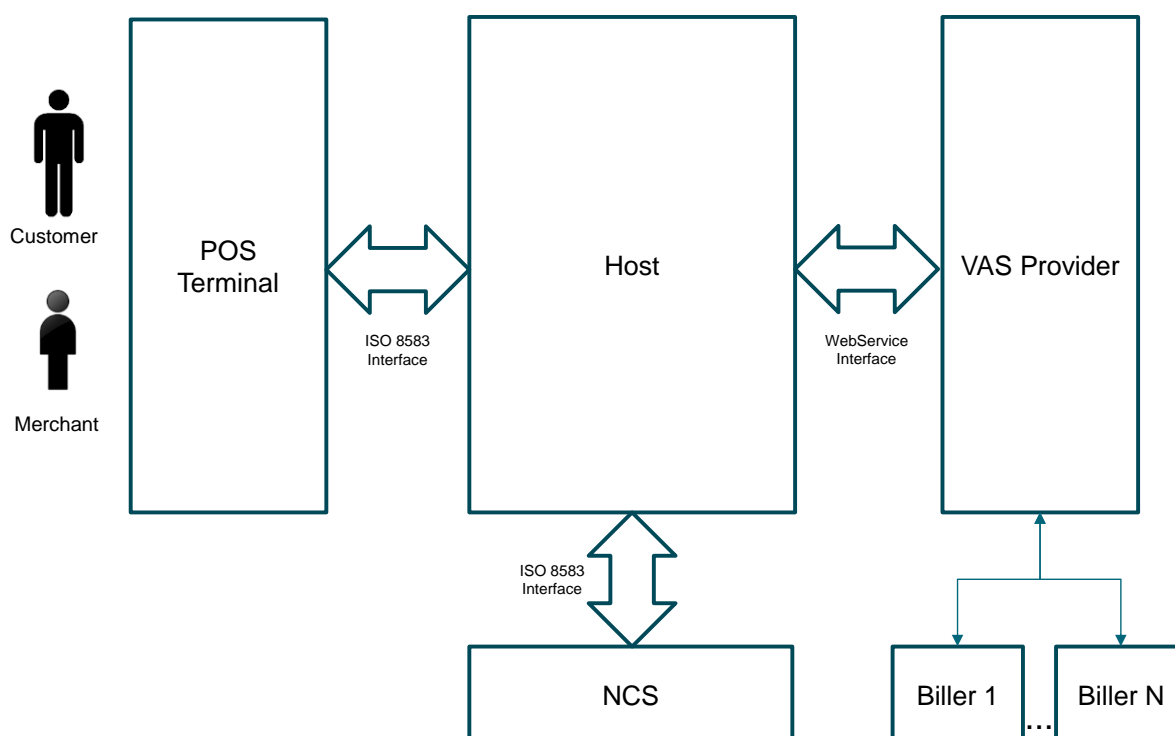 Customer
Merchant
POS
Terminal
ISO 8583
Interface
Host
WebService
Interface
VAS Provider
ISO 8583
Interface
NCS
Biller 1
...
Biller N